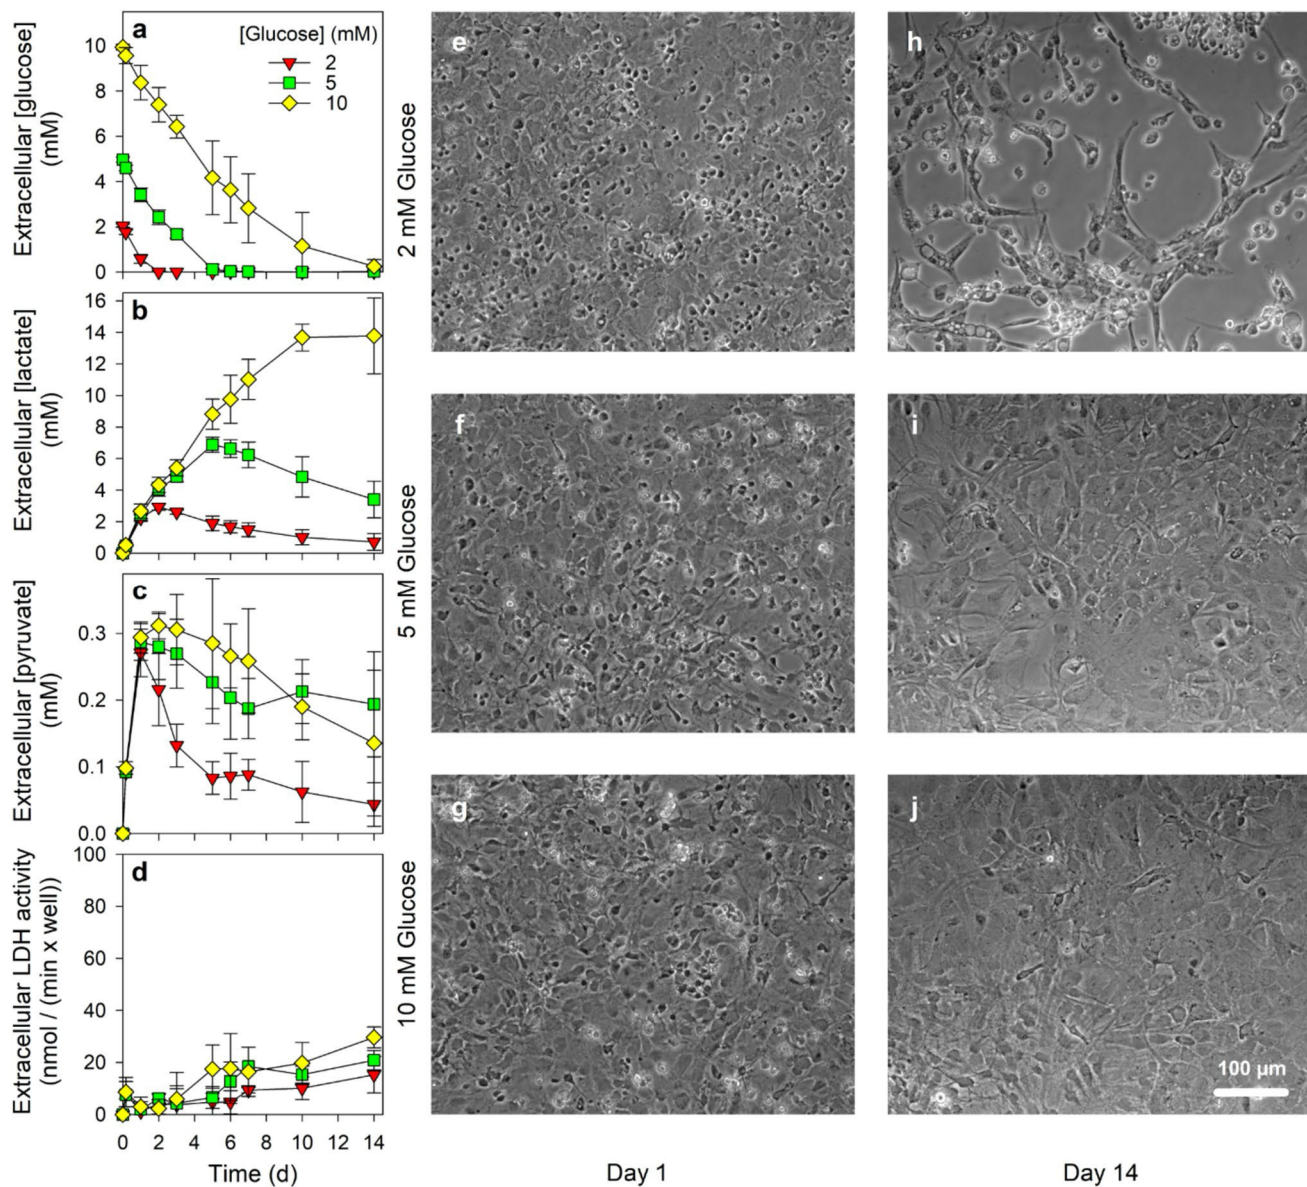 a
[Glucose] (mM)
2
5
10
Extracellular [glucose]
(mM)
10
8
6
4
2
0
b
Extracellular [lactate]
(mM)
16
14
12
10
8
6
4
2
0
c
Extracellular [pyruvate]
(mM)
0.3
0.2
0.1
0.0
d
Extracellular LDH activity
(nmol / (min x well))
100
80
60
40
20
0
0 2 4 6 8 10 12 14
Time (d)
2 mM Glucose
e
h
5 mM Glucose
f
i
10 mM Glucose
g
j
100 µm
Day 1
Day 14